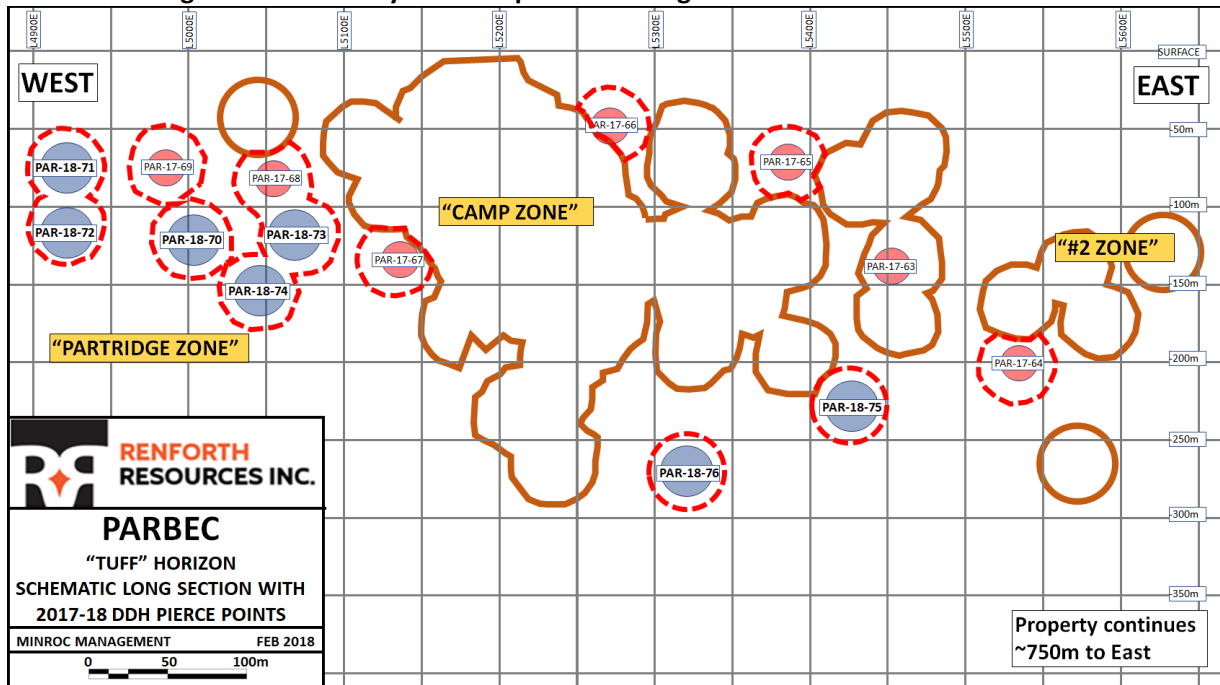 L4900E
L5000E
L5100E
L5200E
L5300E
L5400E
L5500E
L5600E
SURFACE
WEST
EAST
PAR-17-66
-50m
PAR-18-71
PAR-17-69
PAR-17-68
PAR-17-65
-100m
"CAMP ZONE"
PAR-18-72
PAR-18-70
PAR-18-73
"#2 ZONE"
PAR-17-67
PAR-17-63
-150m
PAR-18-74
"PARTRIDGE ZONE"
-200m
PAR-17-64
PAR-18-75
-250m
PAR-18-76
-300m
-350m
RENFORTH
RESOURCES INC.
PARBEC
“TUFF” HORIZON
SCHEMATIC LONG SECTION WITH
2017-18 DDH PIERCE POINTS
MINROC MANAGEMENT FEB 2018
0 50 100m
Property continues
~750m to East